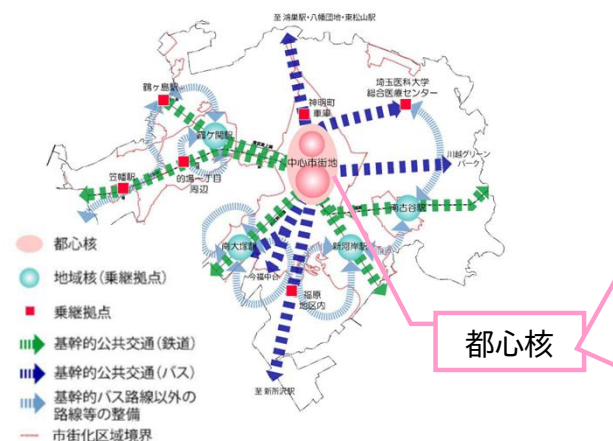 至 鴻巣駅・八幡団地・東松山駅
鶴ヶ島駅
神明町
車庫
埼玉医科大学
総合医療センター
霞ヶ関駅
中心市街地
川越グリーン
パーク
笠幡駅
的場一丁目
周辺
南古谷駅
南大塚駅
新河岸駅
今福中台
福原
地区内
至 新所沢駅
都心核
地域核(乗継拠点)
乗継拠点
基幹的公共交通(鉄道)
基幹的公共交通(バス)
基幹的バス路線以外の
路線等の整備
市街化区域境界
都心核